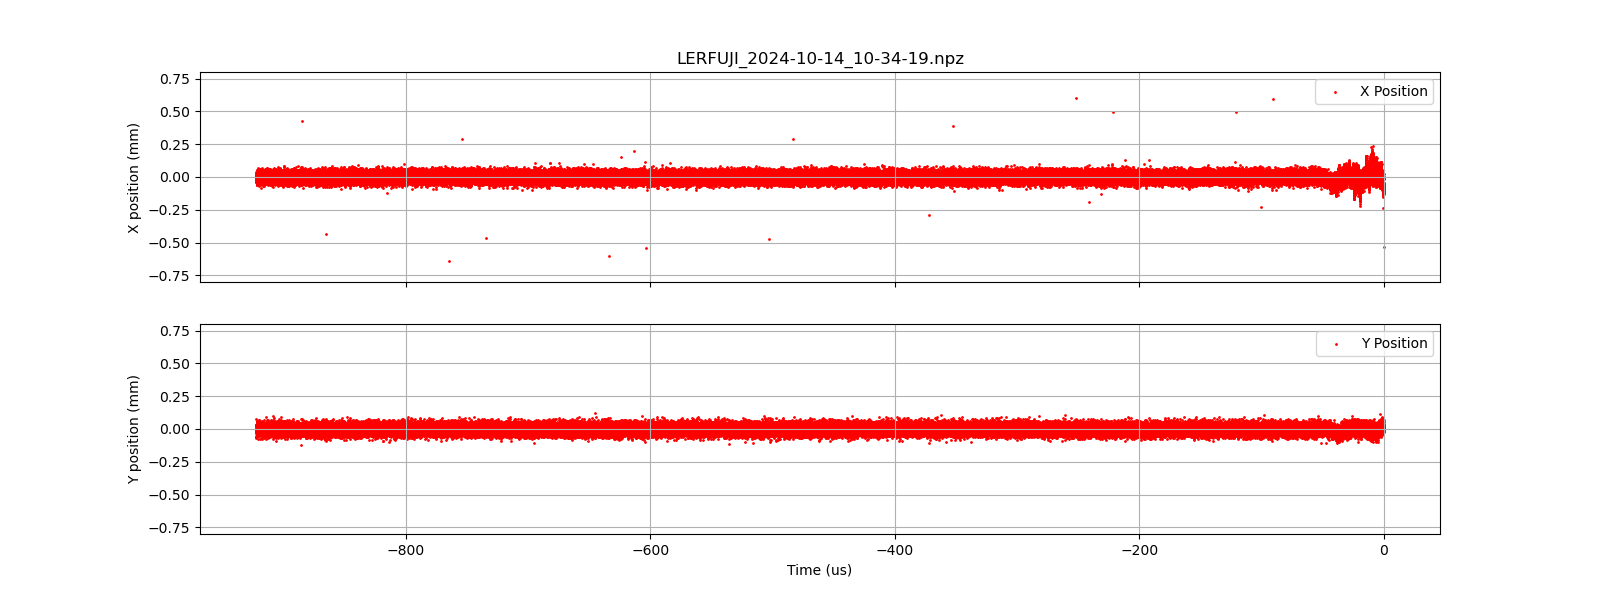 LERFUJI_2024-10-14_10-34-19.npz
0.75
0.50
0.25
0.00
−0.25
−0.50
−0.75
X position (mm)
X Position
0.75
0.50
0.25
0.00
−0.25
−0.50
−0.75
Y position (mm)
Y Position
−800 −600 −400 −200 0
Time (us)